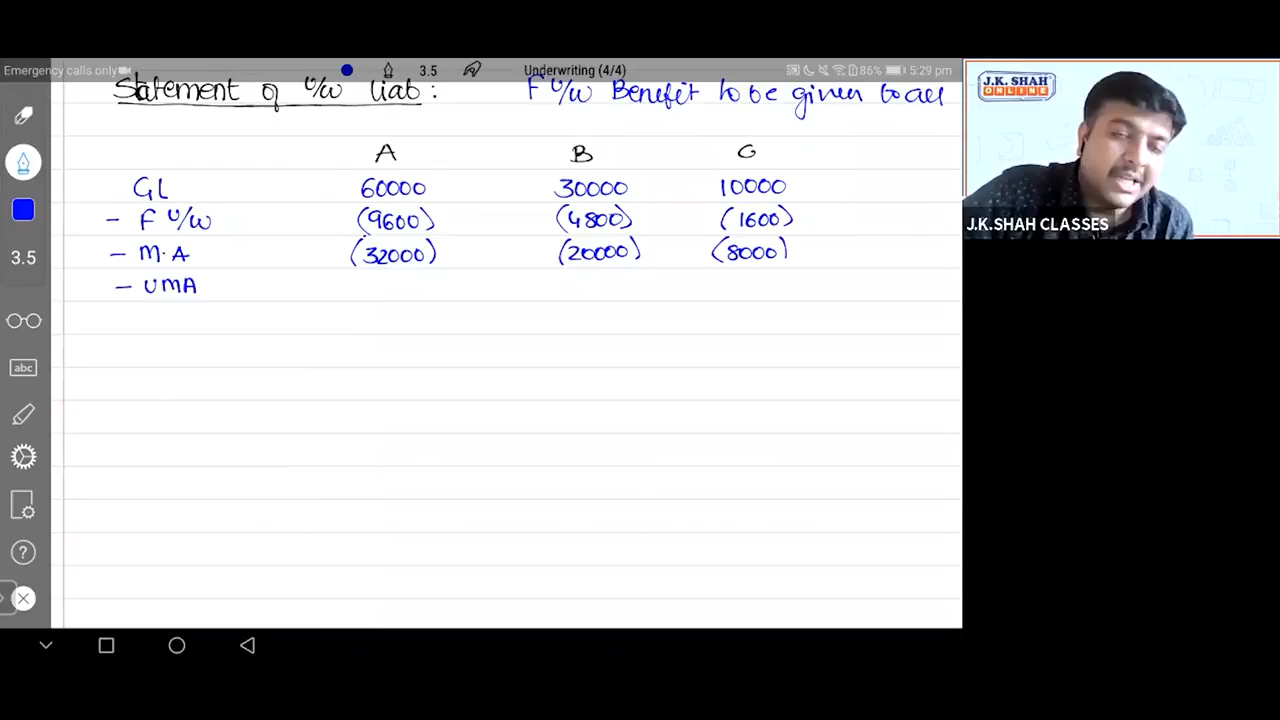 Emergency calls only
3.5
Underwriting (4/4)
86%
5:29 pm
Statement of U/W Liab :
F U/W Benefit to be given to all
A B C
GL 60000 30000 10000
- F U/W (9600) (4800) (1600)
- M.A (32000) (20000) (8000)
- UMA
3.5
abc
?
J.K. SHAH
ONLINE
J.K.SHAH CLASSES